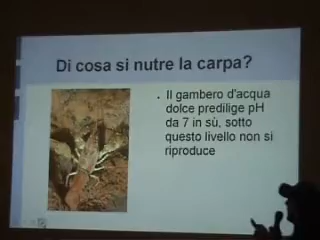 Di cosa si nutre la carpa?
• Il gambero d'acqua
dolce predilige pH
da 7 in sù, sotto
questo livello non si
riproduce